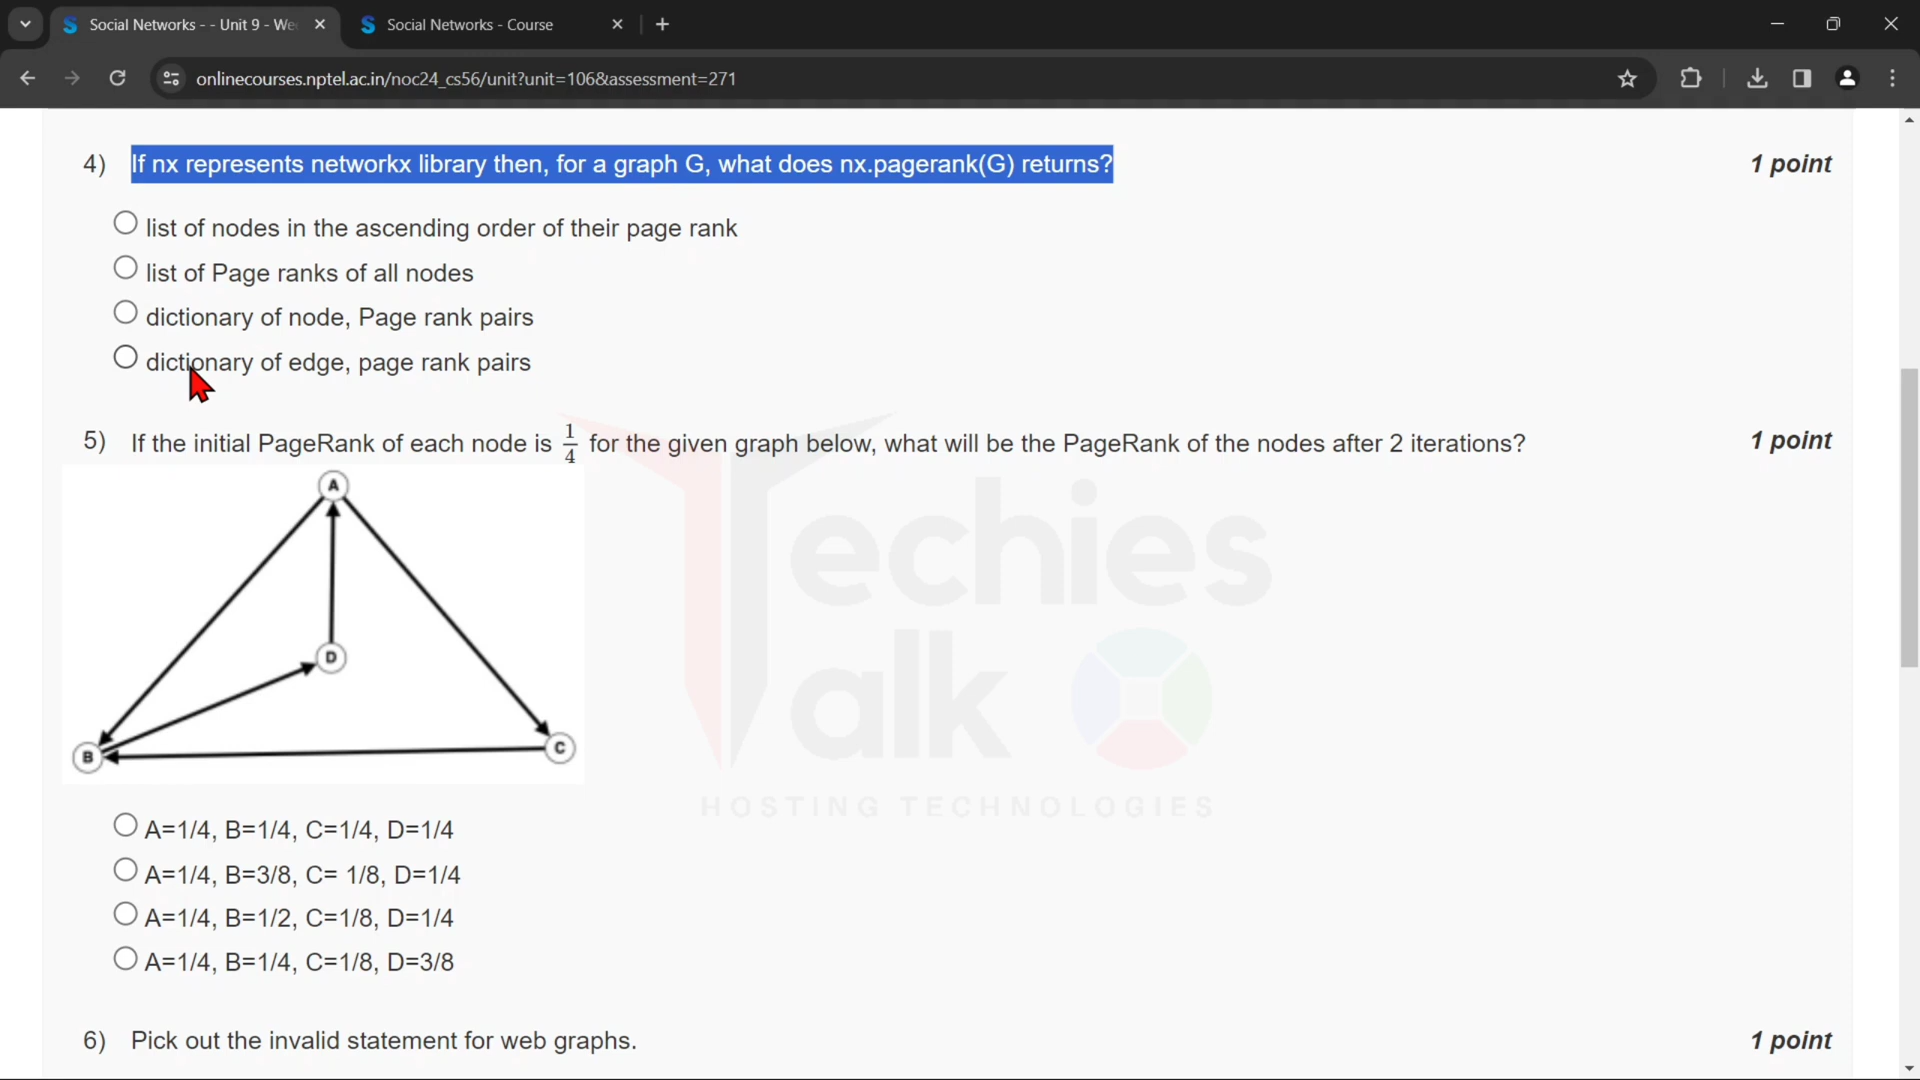 Social Networks - - Unit 9 - We
Social Networks - Course
onlinecourses.nptel.ac.in/noc24_cs56/unit?unit=106&assessment=271
4) If nx represents networkx library then, for a graph G, what does nx.pagerank(G) returns? 1 point
list of nodes in the ascending order of their page rank
list of Page ranks of all nodes
dictionary of node, Page rank pairs
dictionary of edge, page rank pairs
5) If the initial PageRank of each node is 1/4 for the given graph below, what will be the PageRank of the nodes after 2 iterations? 1 point
A
D
B
C
Techies
Talk
HOSTING TECHNOLOGIES
A=1/4, B=1/4, C=1/4, D=1/4
A=1/4, B=3/8, C= 1/8, D=1/4
A=1/4, B=1/2, C=1/8, D=1/4
A=1/4, B=1/4, C=1/8, D=3/8
6) Pick out the invalid statement for web graphs. 1 point